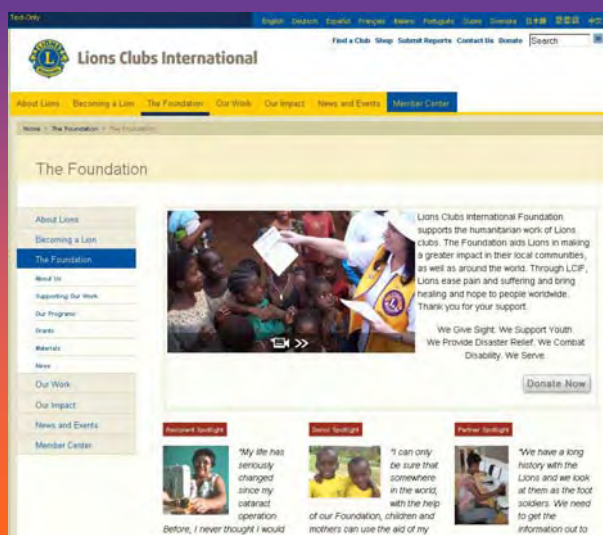 Text-Only
English Deutsch Español Français Italiano Português Suomi Svenska 日本語 한국어 中文
Find a Club Shop Submit Reports Contact Us Donate Search
Lions Clubs International
About Lions Becoming a Lion The Foundation Our Work Our Impact News and Events Member Center
Home > The Foundation > The Foundation
The Foundation
About Lions
Becoming a Lion
The Foundation
About Us
Supporting Our Work
Our Programs
Grants
Materials
News
Our Work
Our Impact
News and Events
Member Center
Lions Clubs International Foundation
supports the humanitarian work of Lions
clubs. The Foundation aids Lions in making
a greater impact in their local communities,
as well as around the world. Through LCIF,
Lions ease pain and suffering and bring
healing and hope to people worldwide.
Thank you for your support.
We Give Sight. We Support Youth
We Provide Disaster Relief. We Combat
Disability. We Serve.
Donate Now
Recipient Spotlight
"My life has
seriously
changed
since my
cataract
operation
Before, I never thought I would
Donor Spotlight
"I can only
be sure that
somewhere
in the world,
with the help
of our Foundation, children and
mothers can use the aid of my
Partner Spotlight
"We have a long
history with the
Lions and we look
at them as the foot
soldiers. We need
to get the
information out to